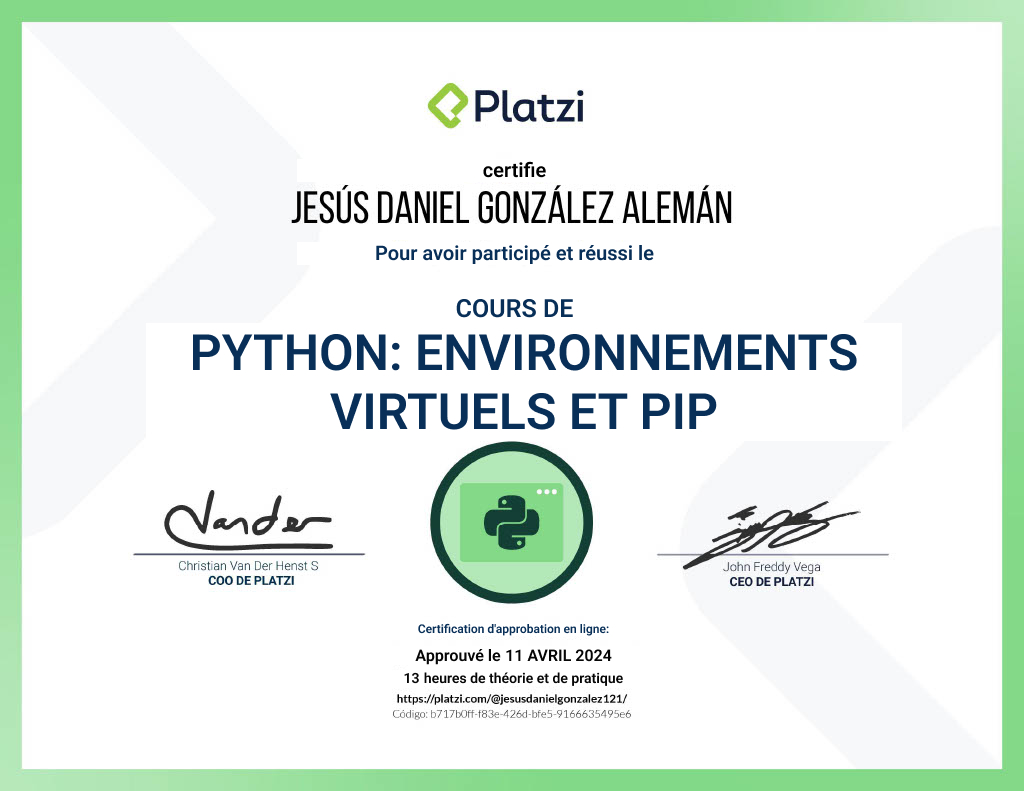 Platzi
certifie
JESÚS DANIEL GONZÁLEZ ALEMÁN
Pour avoir participé et réussi le
COURS DE
PYTHON: ENVIRONNEMENTS
VIRTUELS ET PIP
Vander
Christian Van Der Henst S
COO DE PLATZI
John Freddy Vega
CEO DE PLATZI
Certification d'approbation en ligne:
Approuvé le 11 AVRIL 2024
13 heures de théorie et de pratique
https://platzi.com/@jesusdanielgonzalez121/
Código: b717b0ff-f83e-426d-bfe5-9166635495e6